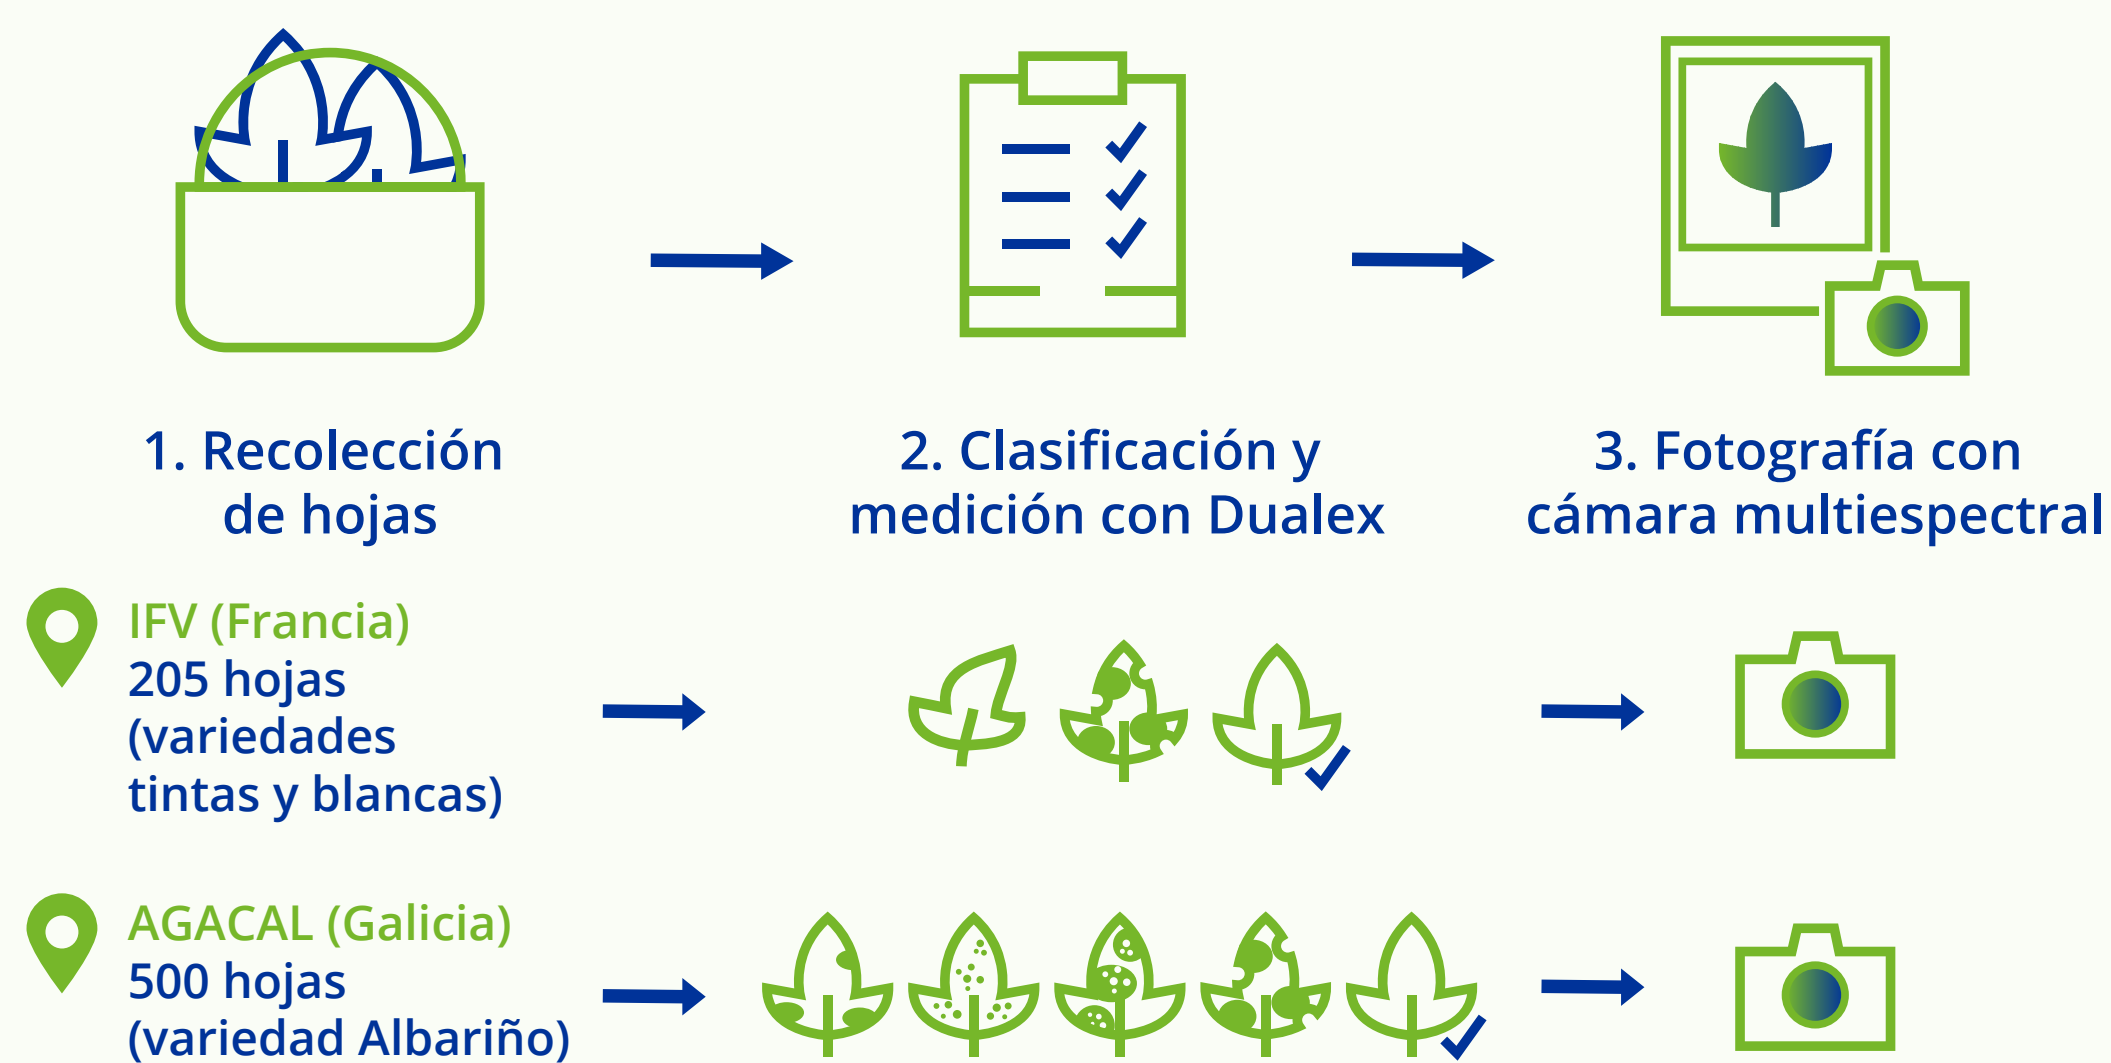 1. Recolección
de hojas
2. Clasificación y
medición con Dualex
3. Fotografía con
cámara multiespectral
IFV (Francia)
205 hojas
(variedades
tintas y blancas)
AGACAL (Galicia)
500 hojas
(variedad Albariño)